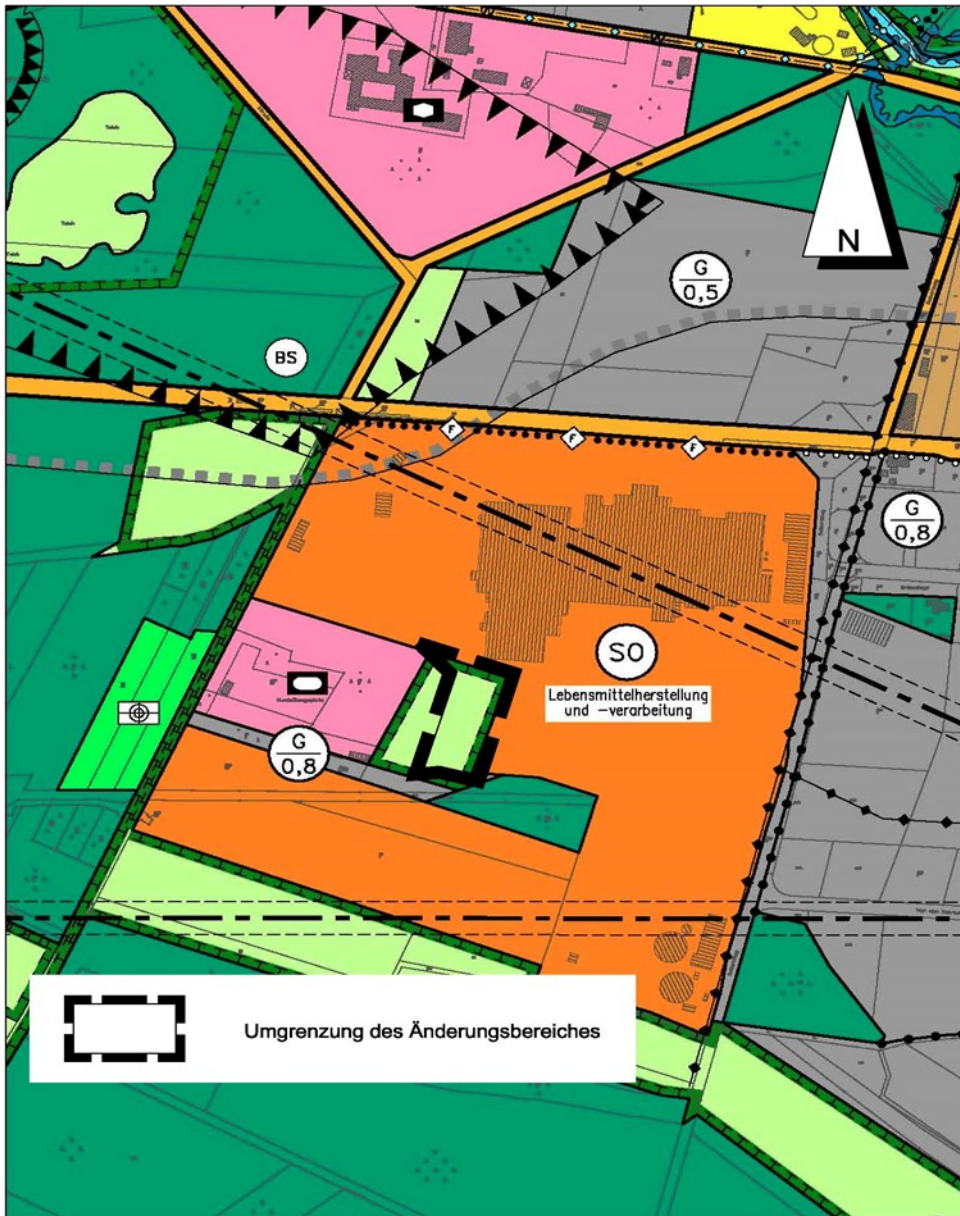 N
G
0,5
BS
F
F
F
G
0,8
SO
Lebensmittelherstellung
und -verarbeitung
G
0,8
Umgrenzung des Änderungsbereiches